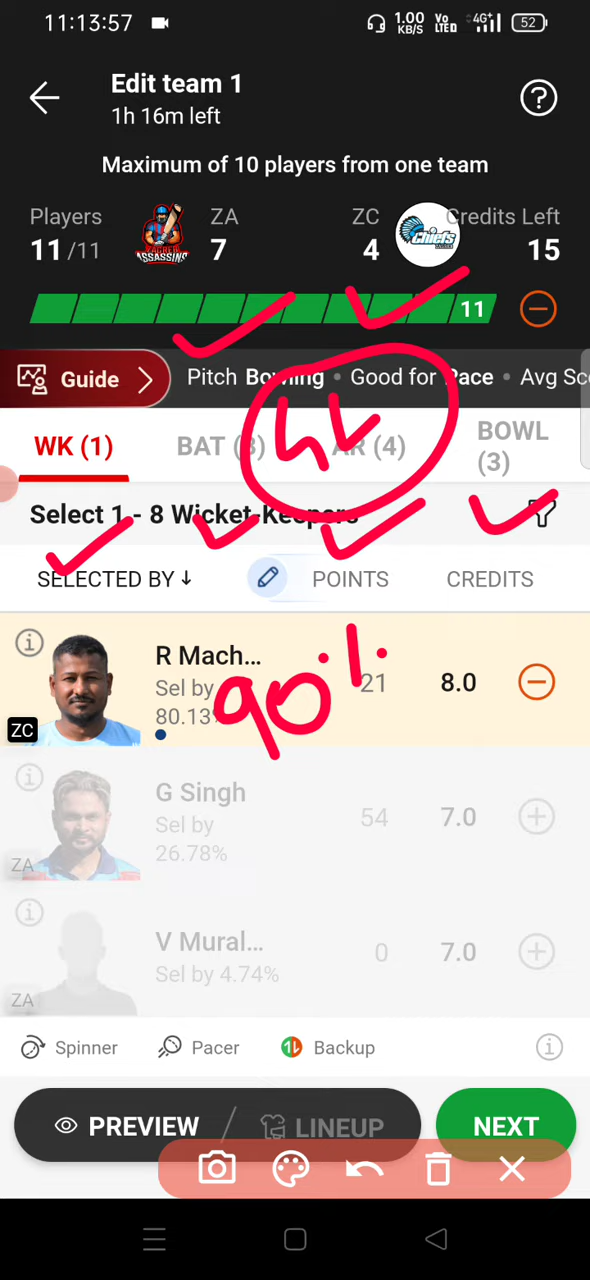 11:13:57 1.00 KB/S Vo LTED 4G+ 52
Edit team 1
1h 16m left
Maximum of 10 players from one team
Players ZA ZC Credits Left
11/11 7 4 15
ASSASSINS Chiefs
11
Guide Pitch Bowling • Good for Pace • Avg Sc
WK (1) BAT (3) AR (4) BOWL (3)
Select 1 - 8 Wicket-Keepers
SELECTED BY ↓ POINTS CREDITS
R Mach...
Sel by
80.13%
21 8.0
ZC
90%
G Singh
Sel by
26.78%
54 7.0
ZA
V Mural...
Sel by 4.74%
0 7.0
ZA
Spinner Pacer Backup
PREVIEW / LINEUP NEXT